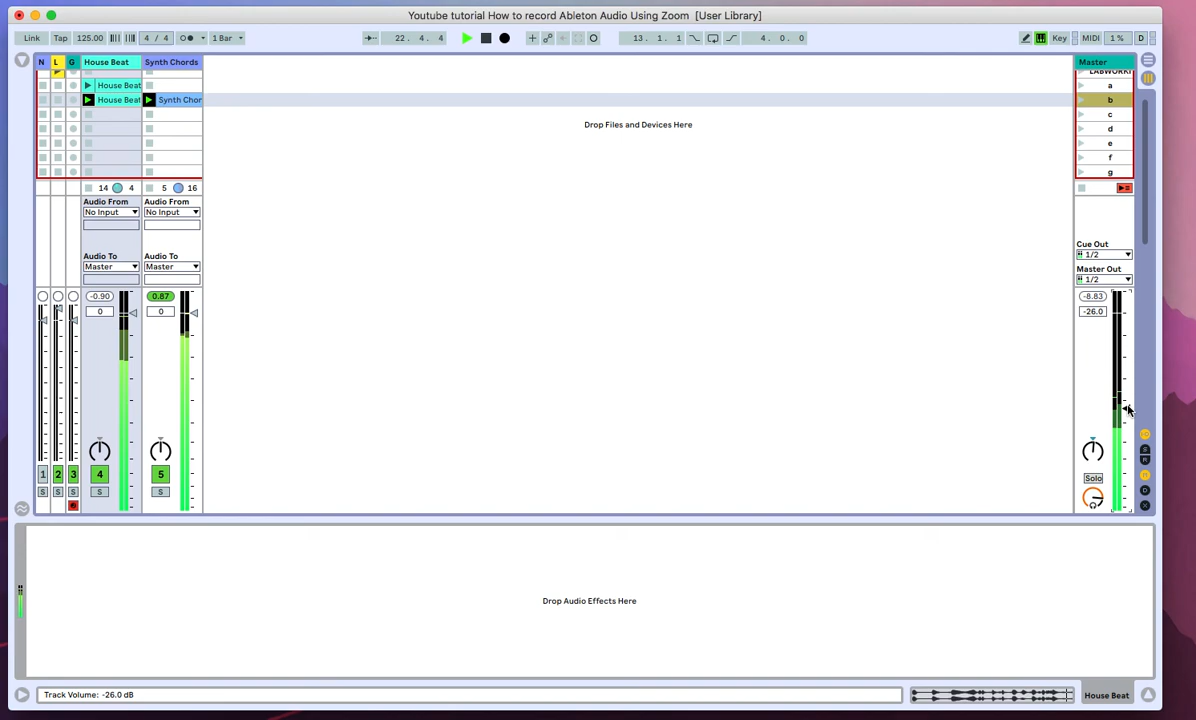 Youtube tutorial How to record Ableton Audio Using Zoom [User Library]
Link Tap 125.00 4 / 4 1 Bar 22. 4. 4 13. 1. 1 4. 0. 0 Key MIDI 1 % D
N L G House Beat Synth Chords Master
LABWORKI
House Beat a
House Beat Synth Chor b
c
Drop Files and Devices Here
d
e
f
g
14 4 5 16
Audio From Audio From
No Input No Input
Cue Out
1/2
Audio To Audio To
Master Master
Master Out
1/2
-0.90 0.87 -8.83
0 0 -26.0
1 2 3 4 5
Solo
S S S S S
Drop Audio Effects Here
Track Volume: -26.0 dB
House Beat